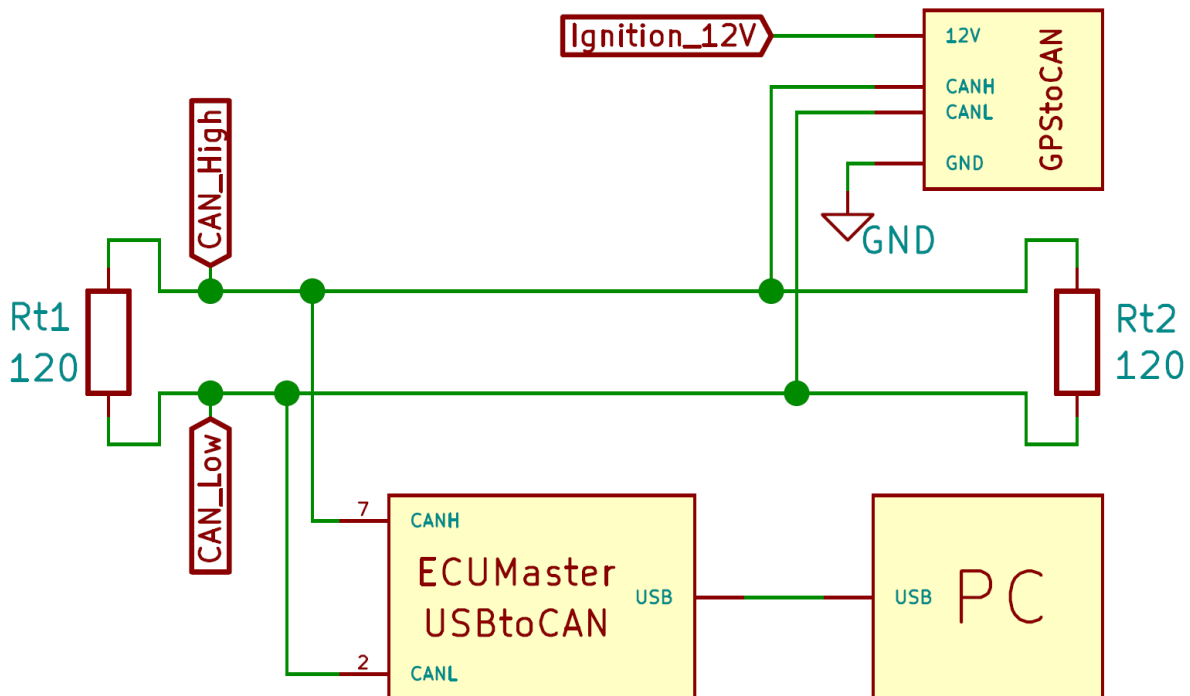 Ignition_12V
12V
CANH
CANL
GND
GPStoCAN
GND
CAN_High
Rt1
120
Rt2
120
CAN_Low
7
CANH
ECUMaster
USBtoCAN
USB
2
CANL
USB
PC